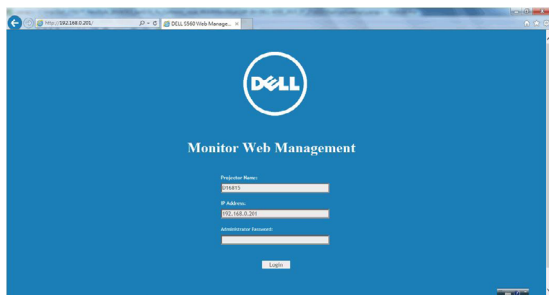 http://192.168.0.201/
DELL S560 Web Manage...
DELL
Monitor Web Management
Projector Name:
IP Address:
192.168.0.201
Administrator Password:
Login